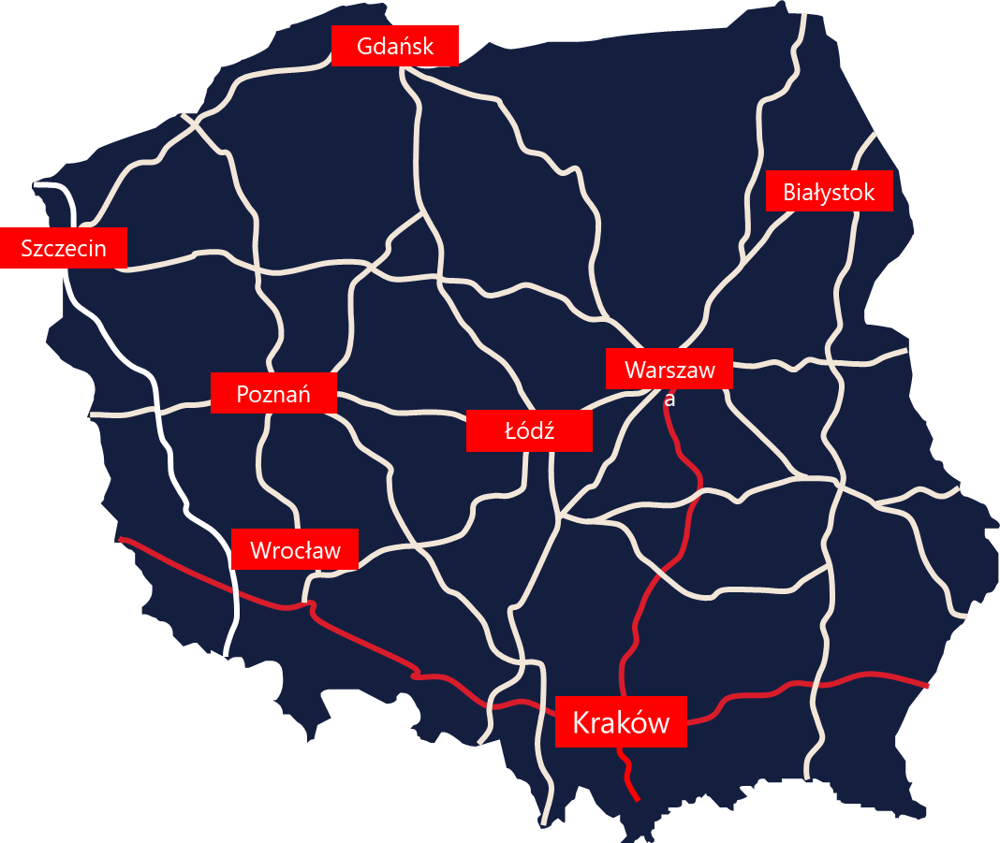 Gdańsk
Białystok
Szczecin
Warszaw
a
Poznań
Łódź
Wrocław
Kraków